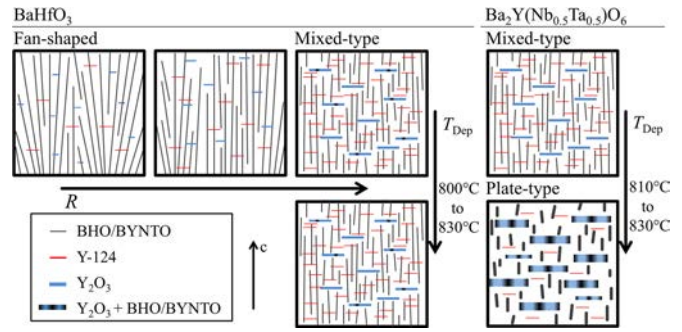 BaHfO3
Ba2Y(Nb0.5Ta0.5)O6
Fan-shaped
Mixed-type
Mixed-type
TDep
TDep
800°C
to
830°C
810°C
to
830°C
Plate-type
R
BHO/BYNTO
Y-124
Y2O3
Y2O3 + BHO/BYNTO
c